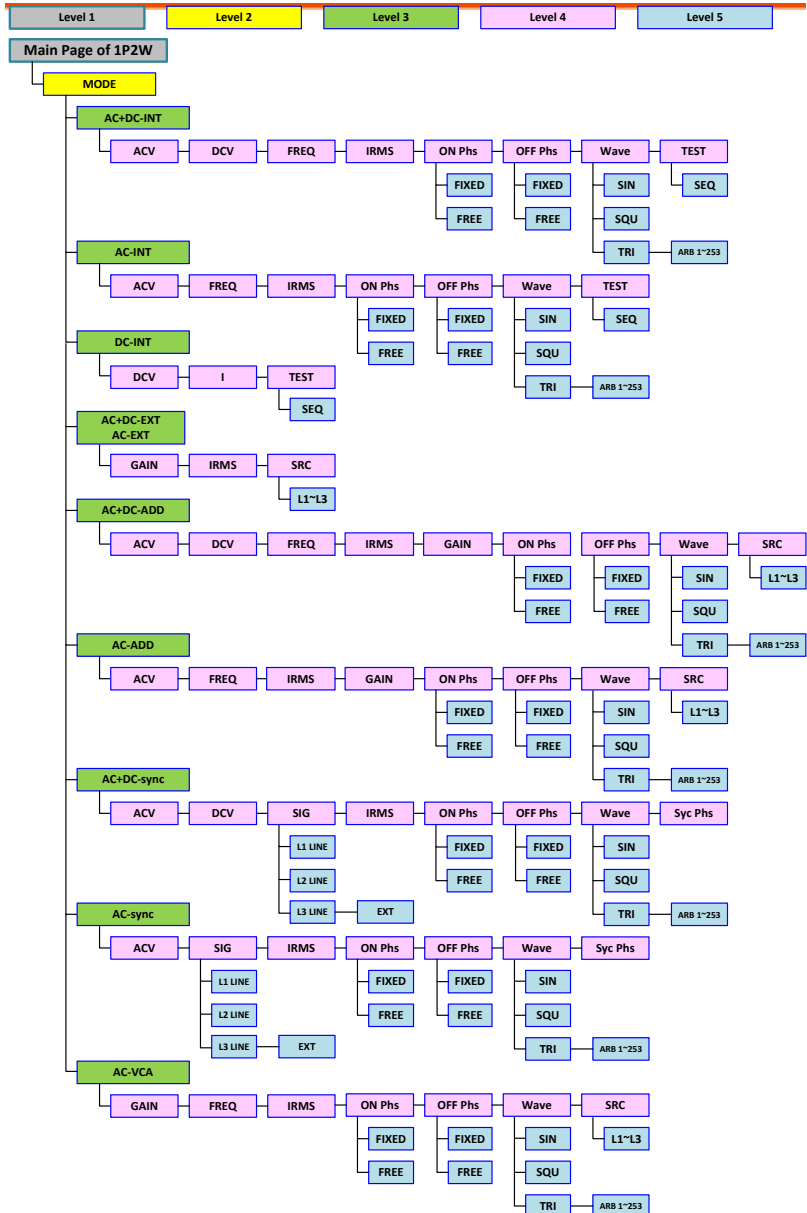 Level 1 Level 2 Level 3 Level 4 Level 5
Main Page of 1P2W
MODE
AC+DC-INT
ACV DCV FREQ IRMS ON Phs OFF Phs Wave TEST
FIXED FIXED SIN SEQ
FREE FREE SQU
TRI ARB 1~253
AC-INT
ACV FREQ IRMS ON Phs OFF Phs Wave TEST
FIXED FIXED SIN SEQ
FREE FREE SQU
TRI ARB 1~253
DC-INT
DCV I TEST
SEQ
AC+DC-EXT
AC-EXT
GAIN IRMS SRC
L1~L3
AC+DC-ADD
ACV DCV FREQ IRMS GAIN ON Phs OFF Phs Wave SRC
FIXED FIXED SIN L1~L3
FREE FREE SQU
TRI ARB 1~253
AC-ADD
ACV FREQ IRMS GAIN ON Phs OFF Phs Wave SRC
FIXED FIXED SIN L1~L3
FREE FREE SQU
TRI ARB 1~253
AC+DC-sync
ACV DCV SIG IRMS ON Phs OFF Phs Wave Syc Phs
L1 LINE FIXED FIXED SIN
L2 LINE FREE FREE SQU
L3 LINE EXT TRI ARB 1~253
AC-sync
ACV SIG IRMS ON Phs OFF Phs Wave Syc Phs
L1 LINE FIXED FIXED SIN
L2 LINE FREE FREE SQU
L3 LINE EXT TRI ARB 1~253
AC-VCA
GAIN FREQ IRMS ON Phs OFF Phs Wave SRC
FIXED FIXED SIN L1~L3
FREE FREE SQU
TRI ARB 1~253